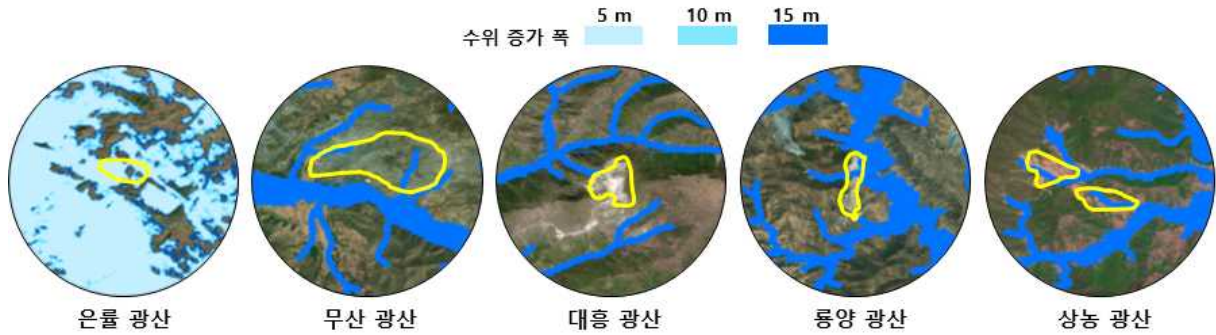 5 m 10 m 15 m
수위 증가 폭
은률 광산 무산 광산 대흥 광산 룡양 광산 상농 광산